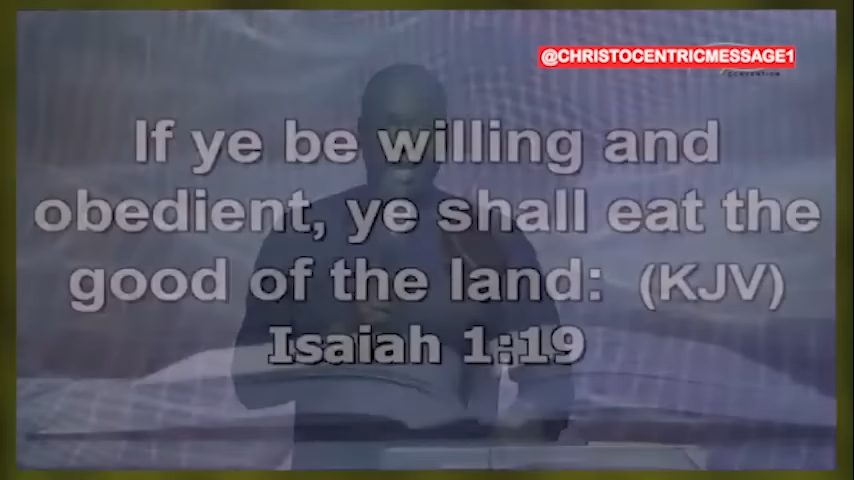 @CHRISTOCENTRICMESSAGE1
CONVENTION
If ye be willing and
obedient, ye shall eat the
good of the land: (KJV)
Isaiah 1:19